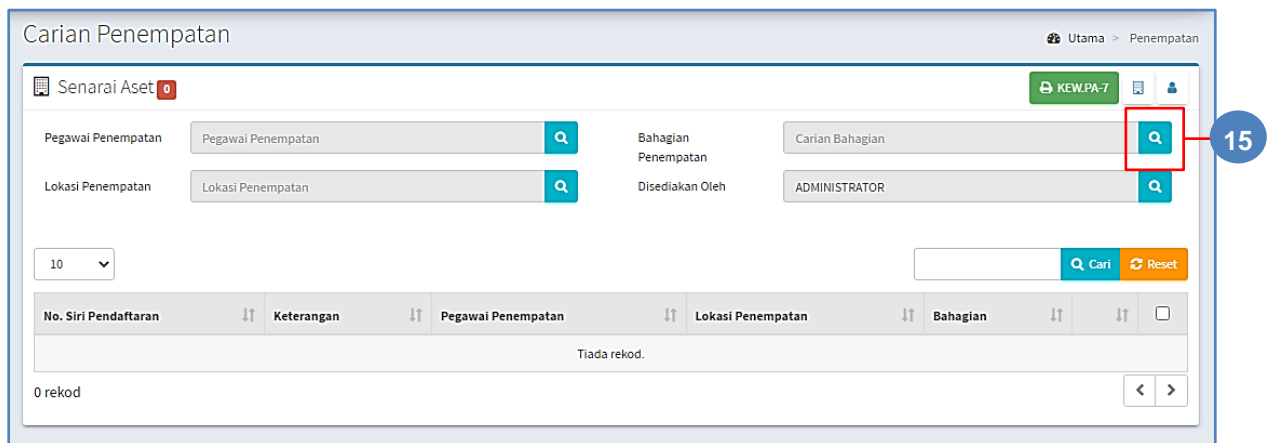 Carian Penempatan
Utama > Penempatan
Senarai Aset 0
KEW.PA-7
Pegawai Penempatan
Pegawai Penempatan
Bahagian
Penempatan
Carian Bahagian
15
Lokasi Penempatan
Lokasi Penempatan
Disediakan Oleh
ADMINISTRATOR
10
Cari
Reset
No. Siri Pendaftaran
Keterangan
Pegawai Penempatan
Lokasi Penempatan
Bahagian
Tiada rekod.
0 rekod